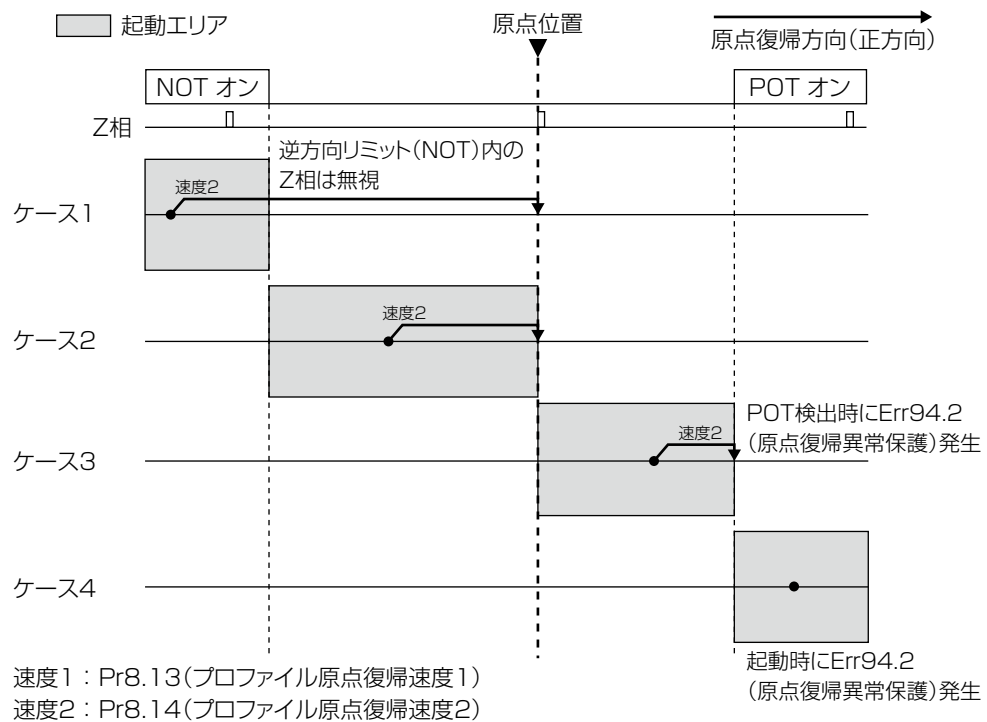 起動エリア
原点位置
原点復帰方向(正方向)
NOT オン
POT オン
Z相
逆方向リミット(NOT)内の
Z相は無視
速度2
ケース1
速度2
ケース2
POT検出時にErr94.2
(原点復帰異常保護)発生
速度2
ケース3
ケース4
起動時にErr94.2
(原点復帰異常保護)発生
速度1：Pr8.13(プロファイル原点復帰速度1)
速度2：Pr8.14(プロファイル原点復帰速度2)